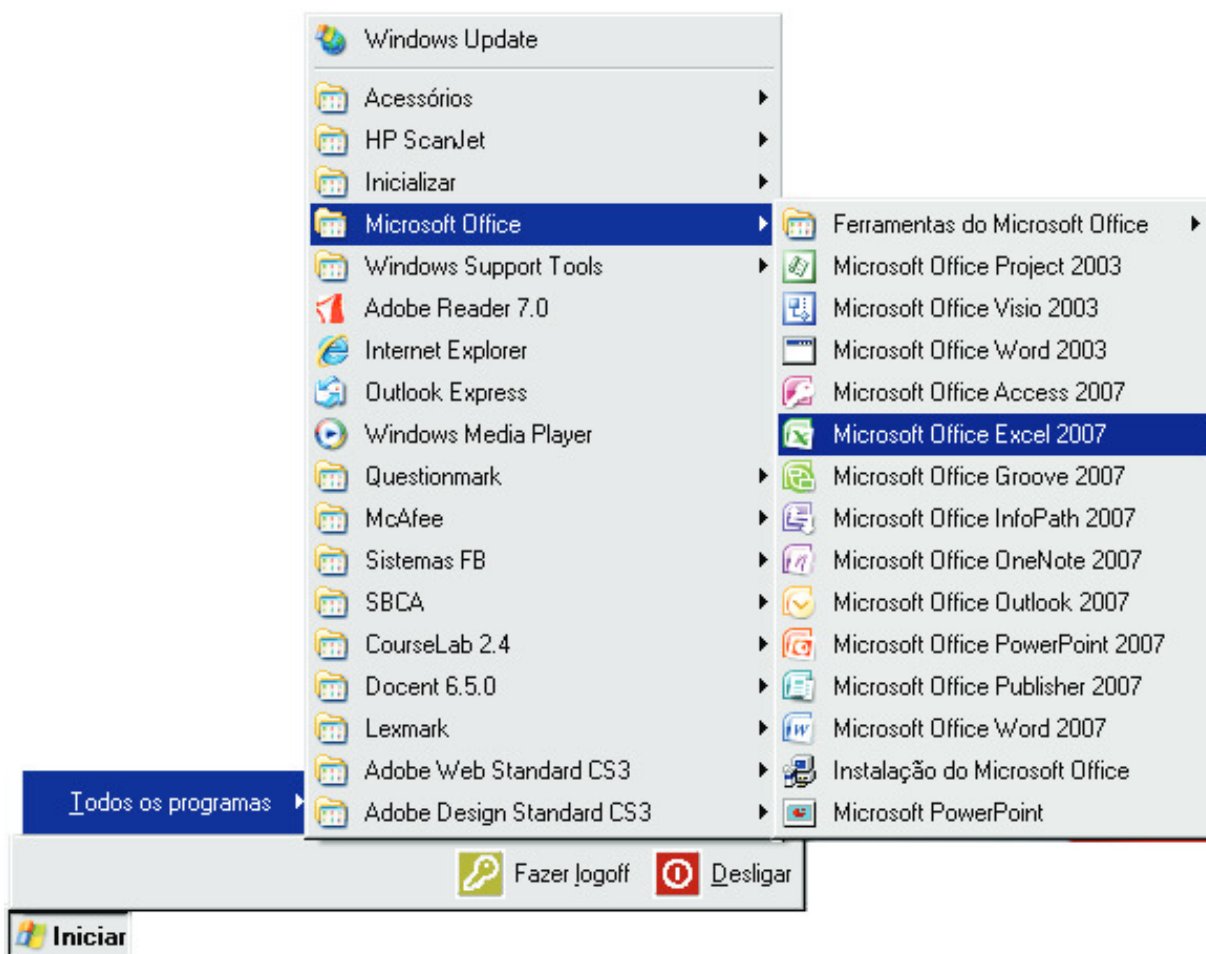 Windows Update
Acessórios
HP ScanJet
Inicializar
Microsoft Office
Windows Support Tools
Adobe Reader 7.0
Internet Explorer
Outlook Express
Windows Media Player
Questionmark
McAfee
Sistemas FB
SBCA
CourseLab 2.4
Docent 6.5.0
Lexmark
Adobe Web Standard CS3
Adobe Design Standard CS3
Ferramentas do Microsoft Office
Microsoft Office Project 2003
Microsoft Office Visio 2003
Microsoft Office Word 2003
Microsoft Office Access 2007
Microsoft Office Excel 2007
Microsoft Office Groove 2007
Microsoft Office InfoPath 2007
Microsoft Office OneNote 2007
Microsoft Office Outlook 2007
Microsoft Office PowerPoint 2007
Microsoft Office Publisher 2007
Microsoft Office Word 2007
Instalação do Microsoft Office
Microsoft PowerPoint
Todos os programas
Fazer logoff
Desligar
Iniciar